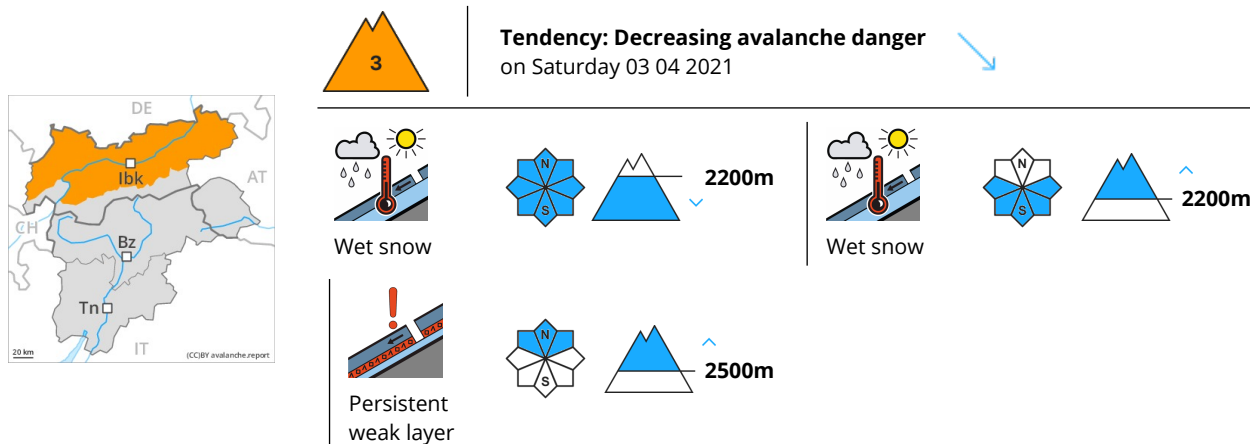 3
Tendency: Decreasing avalanche danger
on Saturday 03 04 2021
DE
Ibk
AT
CH
Bz
Tn
IT
20 km
(CC)BY avalanche.report
N
S
2200m
Wet snow
N
S
2200m
Wet snow
N
S
2500m
Persistent
weak layer